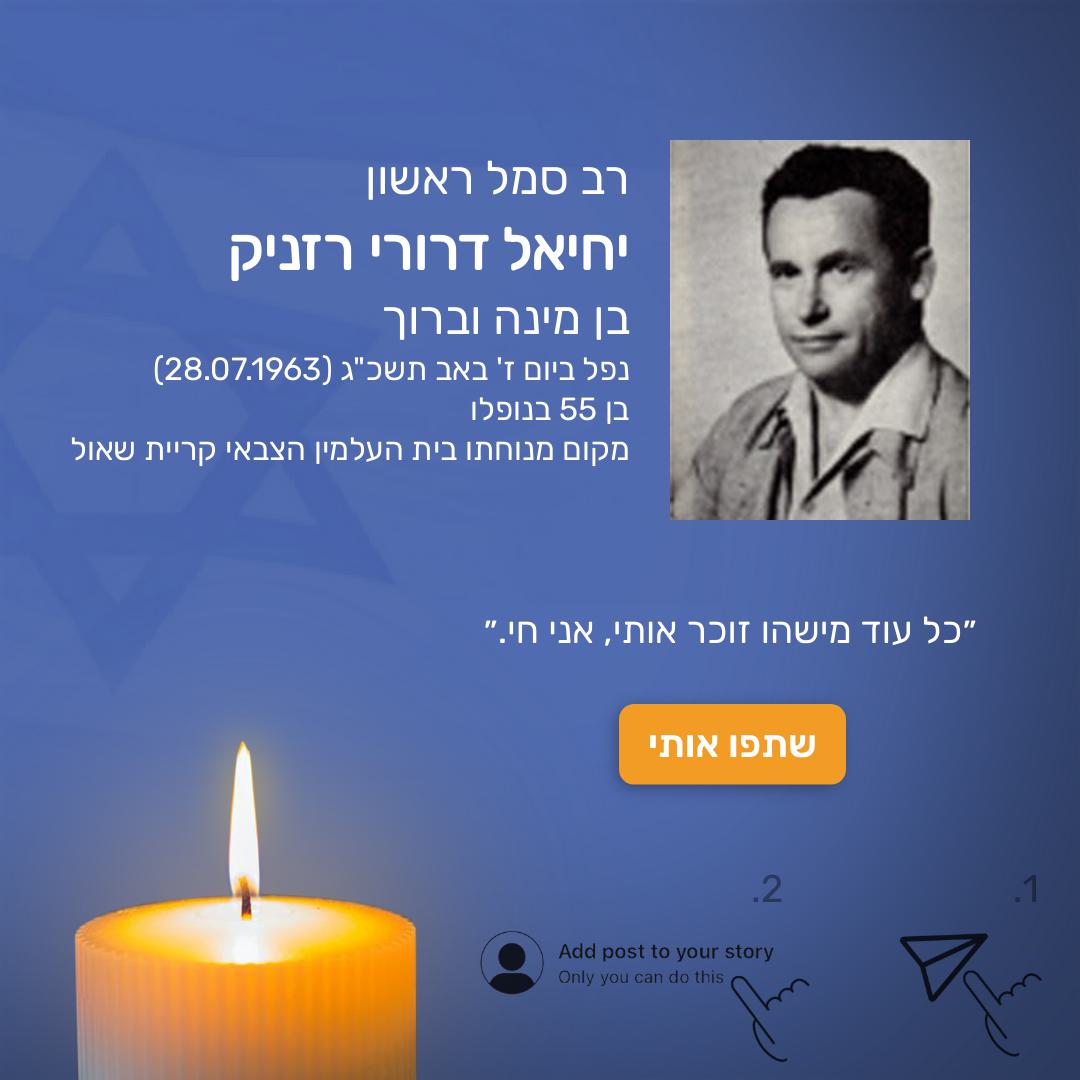 רב סמל ראשון
יחיאל דרורי רזניק
בן מינה וברוך
נפל ביום ז' באב תשכ"ג (28.07.1963)
בן 55 בנופלו
מקום מנוחתו בית העלמין הצבאי קריית שאול
״כל עוד מישהו זוכר אותי, אני חי.״
שתפו אותי
.1
.2
Add post to your story
Only you can do this